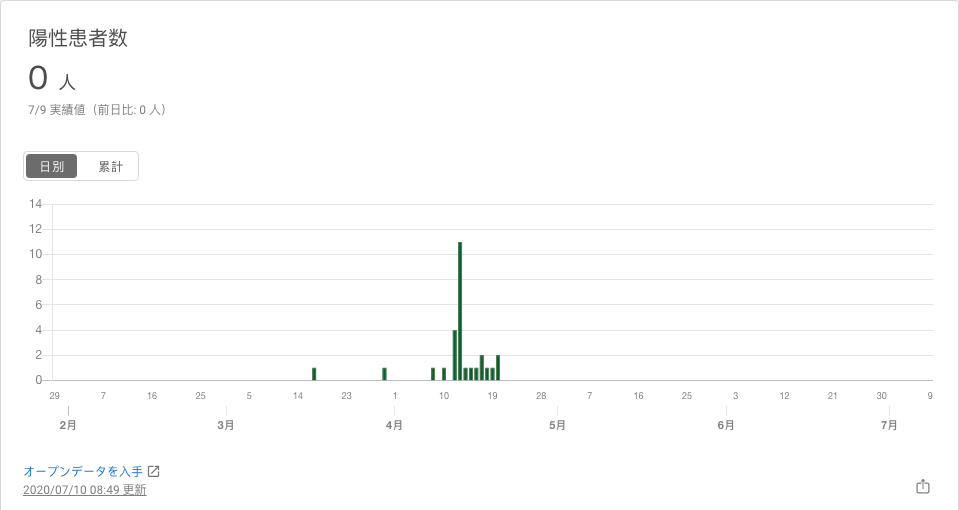 陽性患者数
0 人
7/9 実績値（前日比: 0 人）
日別 累計
14
12
10
8
6
4
2
0
29 7 16 25 5 14 23 1 10 19 28 7 16 25 3 12 21 30 9
2月 3月 4月 5月 6月 7月
オープンデータを入手
2020/07/10 08:49 更新